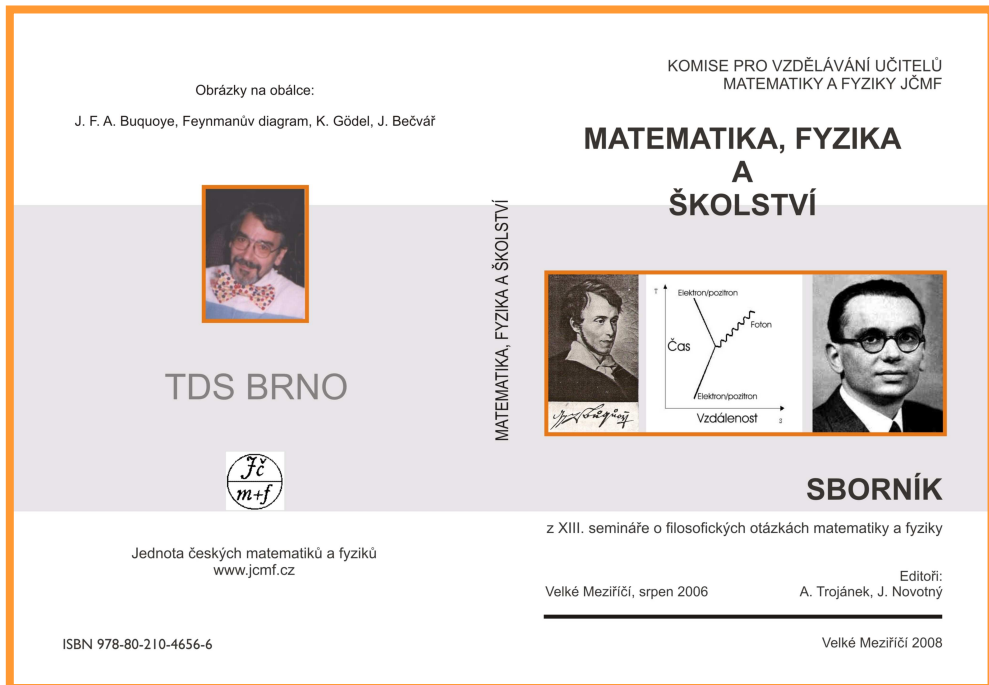 Obrázky na obálce:
J. F. A. Buquoye, Feynmanův diagram, K. Gödel, J. Bečvář
TDS BRNO
Jč
m+f
Jednota českých matematiků a fyziků
www.jcmf.cz
ISBN 978-80-210-4656-6
MATEMATIKA, FYZIKA A ŠKOLSTVÍ
KOMISE PRO VZDĚLÁVÁNÍ UČITELŮ
MATEMATIKY A FYZIKY JČMF
MATEMATIKA, FYZIKA
A
ŠKOLSTVÍ
T
Elektron/pozitron
Foton
Čas
Elektron/pozitron
Vzdálenost
3
SBORNÍK
z XIII. semináře o filosofických otázkách matematiky a fyziky
Editoři:
Velké Meziříčí, srpen 2006 A. Trojánek, J. Novotný
Velké Meziříčí 2008